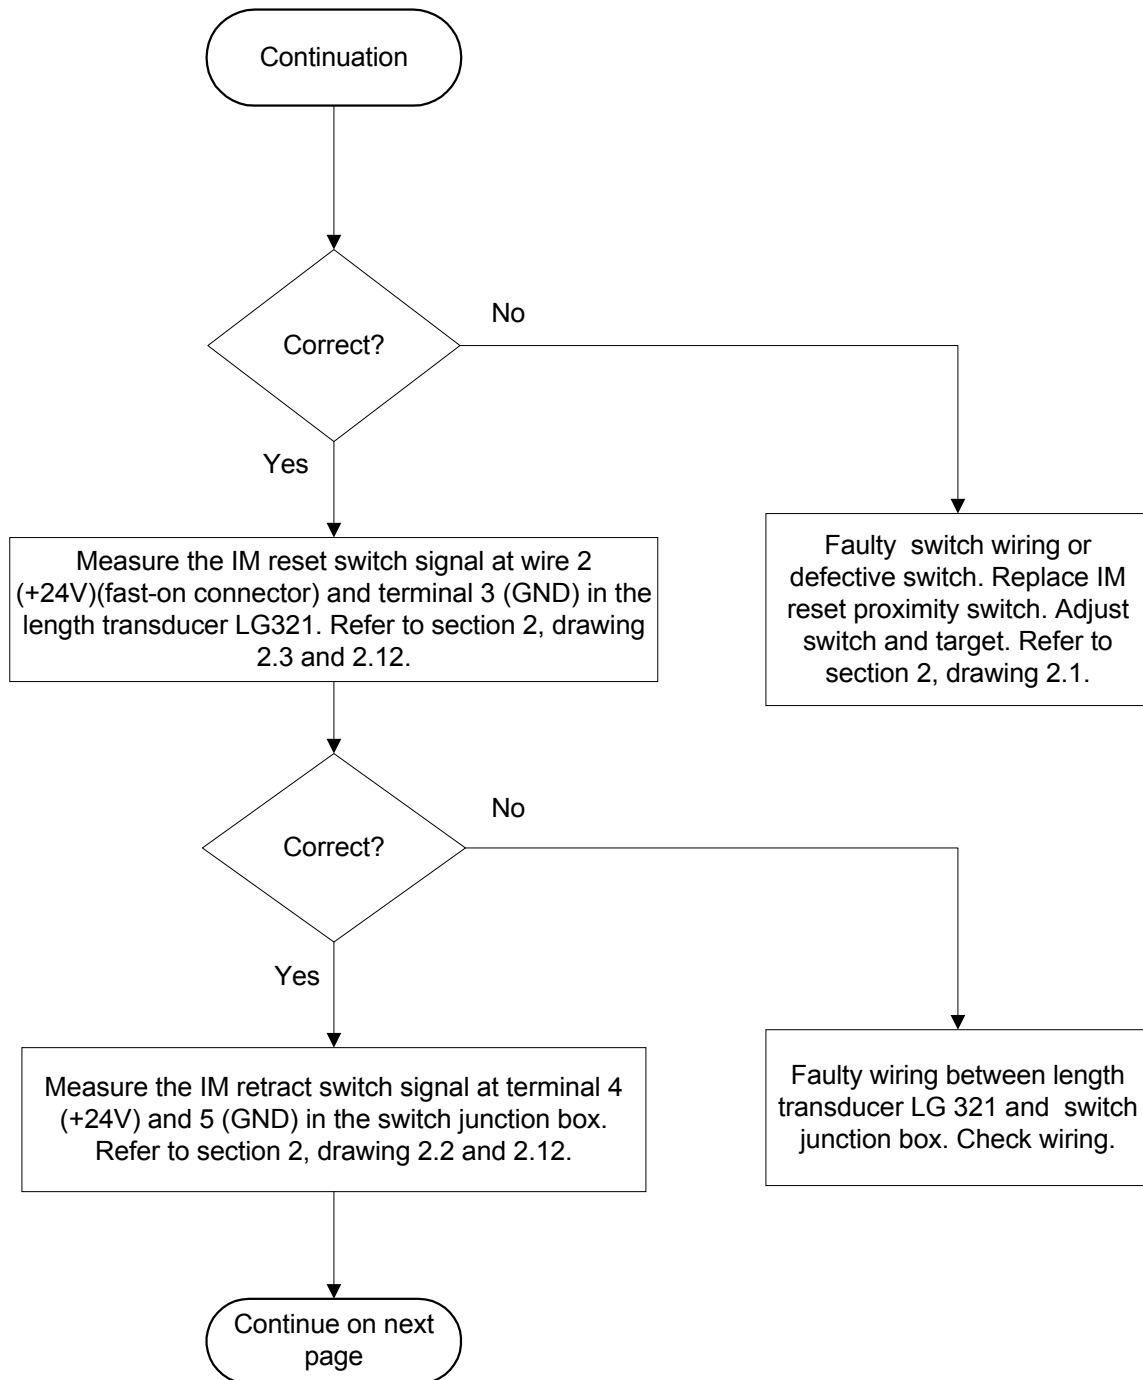 Continuation
Correct?
No
Yes
Measure the IM reset switch signal at wire 2
(+24V)(fast-on connector) and terminal 3 (GND) in the
length transducer LG321. Refer to section 2, drawing
2.3 and 2.12.
Faulty switch wiring or
defective switch. Replace IM
reset proximity switch. Adjust
switch and target. Refer to
section 2, drawing 2.1.
Correct?
No
Yes
Measure the IM retract switch signal at terminal 4
(+24V) and 5 (GND) in the switch junction box.
Refer to section 2, drawing 2.2 and 2.12.
Faulty wiring between length
transducer LG 321 and switch
junction box. Check wiring.
Continue on next
page